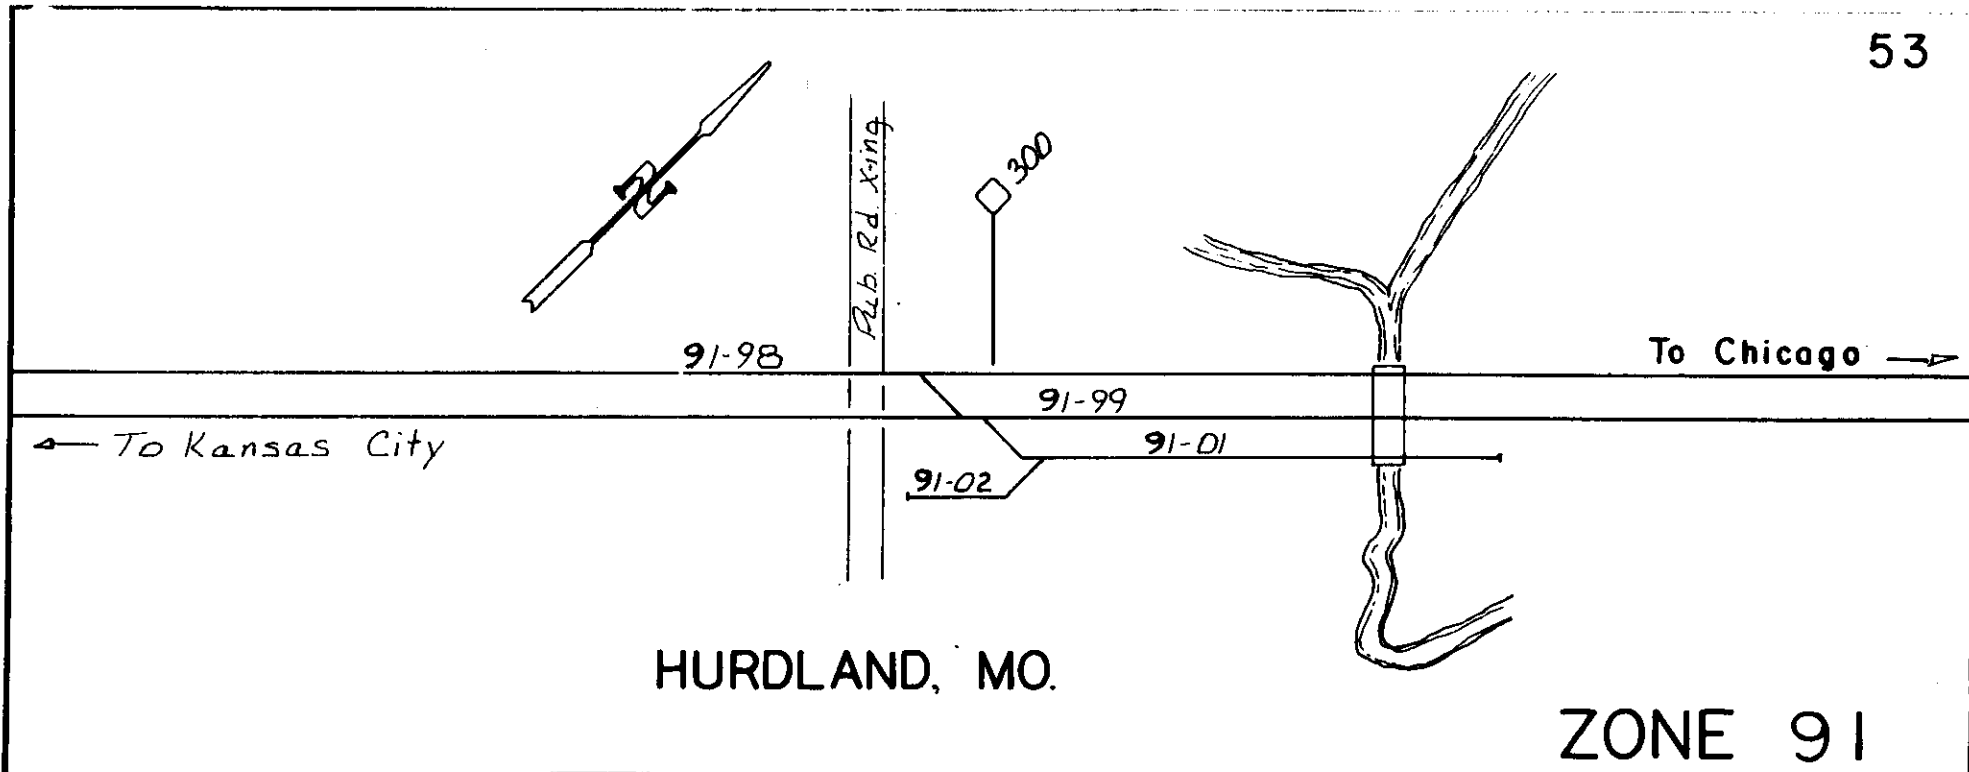 53
N
Pub. Rd. X-ing
300
91-98
To Chicago
91-99
To Kansas City
91-01
91-02
HURDLAND, MO.
ZONE 91